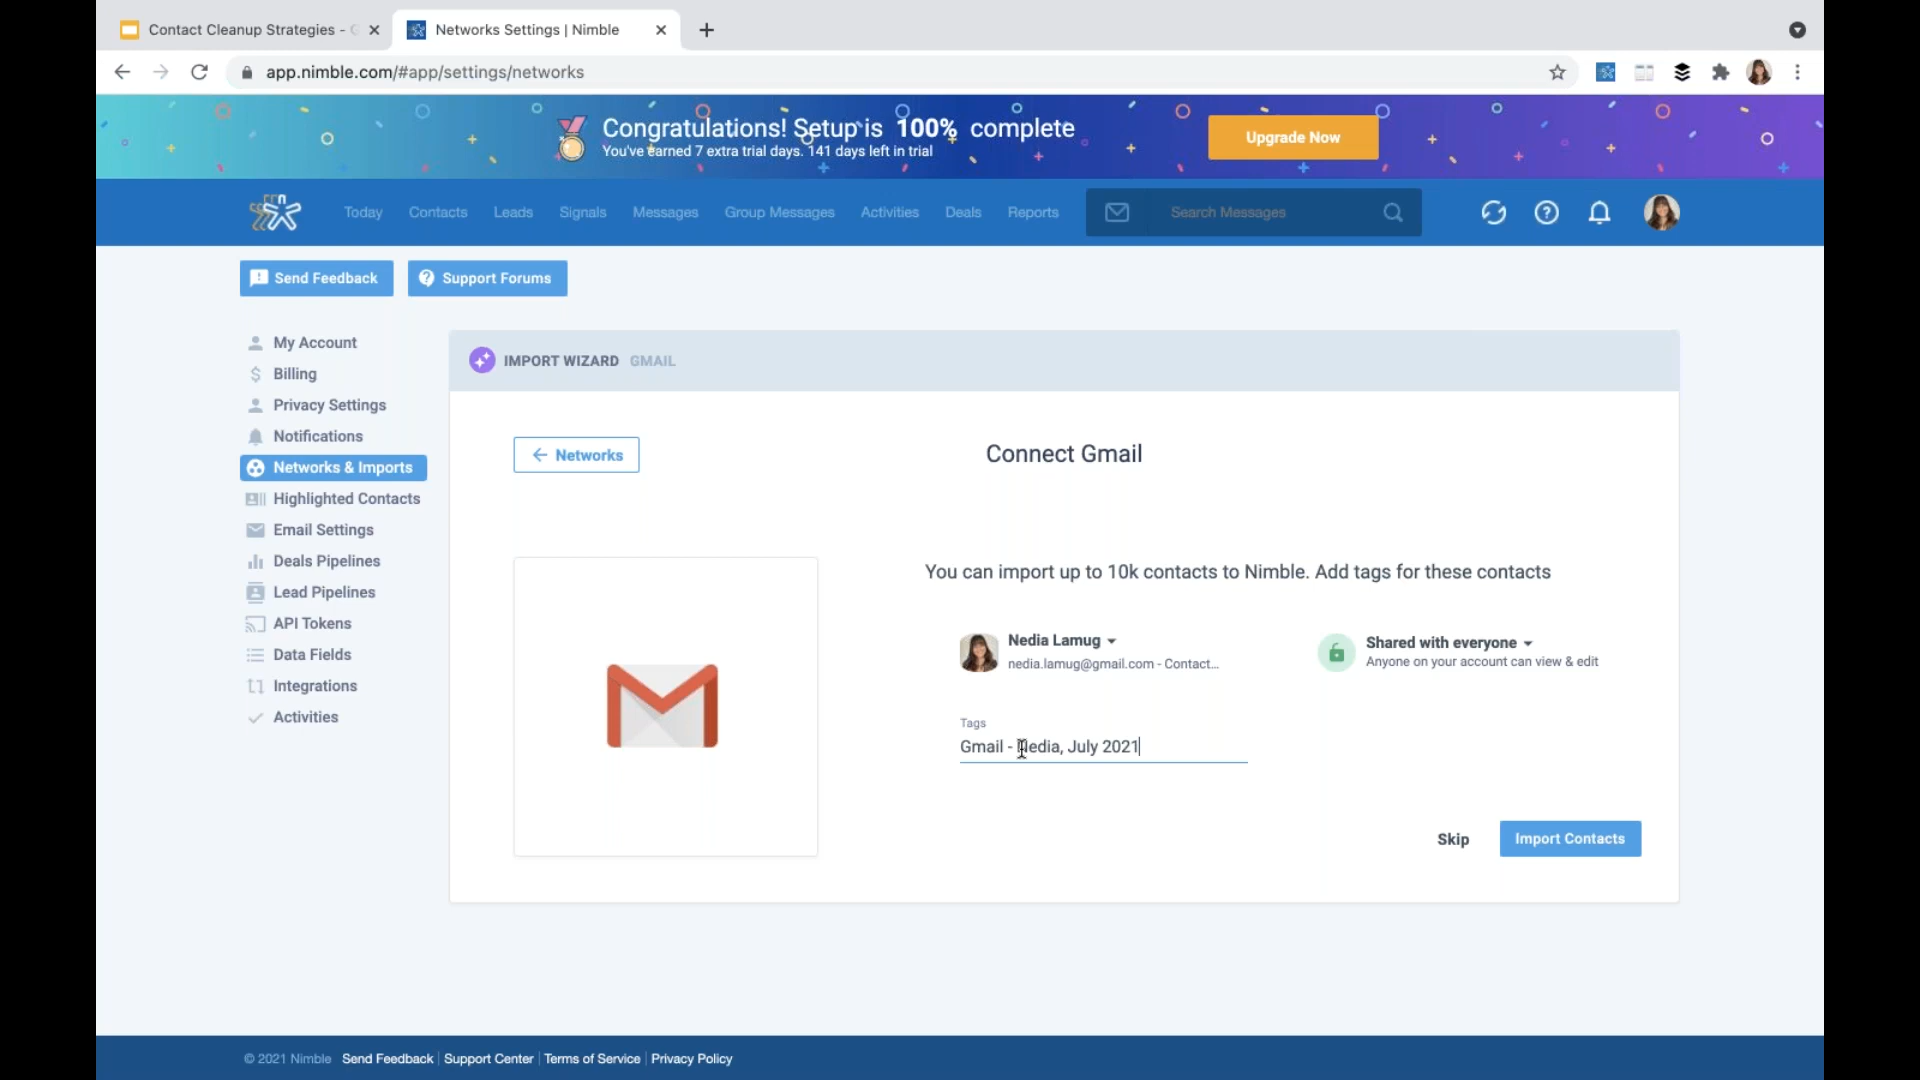 Contact Cleanup Strategies - G
Networks Settings | Nimble
app.nimble.com/#app/settings/networks
Congratulations! Setup is 100% complete
You've earned 7 extra trial days. 141 days left in trial
Upgrade Now
Today Contacts Leads Signals Messages Group Messages Activities Deals Reports
Search Messages
Send Feedback
Support Forums
My Account
Billing
Privacy Settings
Notifications
Networks & Imports
Highlighted Contacts
Email Settings
Deals Pipelines
Lead Pipelines
API Tokens
Data Fields
Integrations
Activities
IMPORT WIZARD GMAIL
Networks
Connect Gmail
You can import up to 10k contacts to Nimble. Add tags for these contacts
Nedia Lamug
nedia.lamug@gmail.com - Contact...
Shared with everyone
Anyone on your account can view & edit
Tags
Gmail - Nedia, July 2021
Skip
Import Contacts
© 2021 Nimble Send Feedback | Support Center | Terms of Service | Privacy Policy